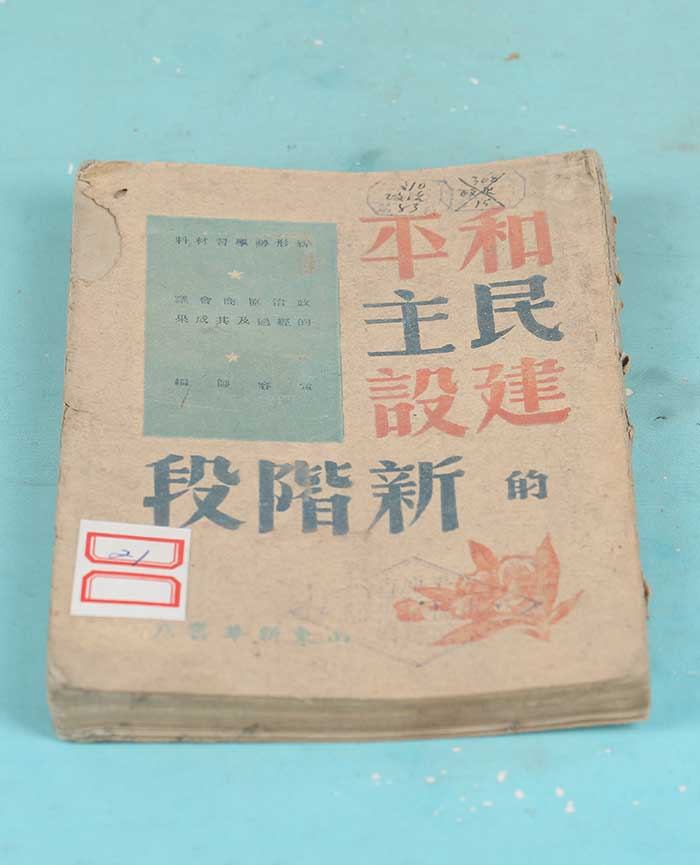 和平
民主
建設
的新階段
新形勢學習材料
政治協商會議
的經過及其成果
山東新華書店
21